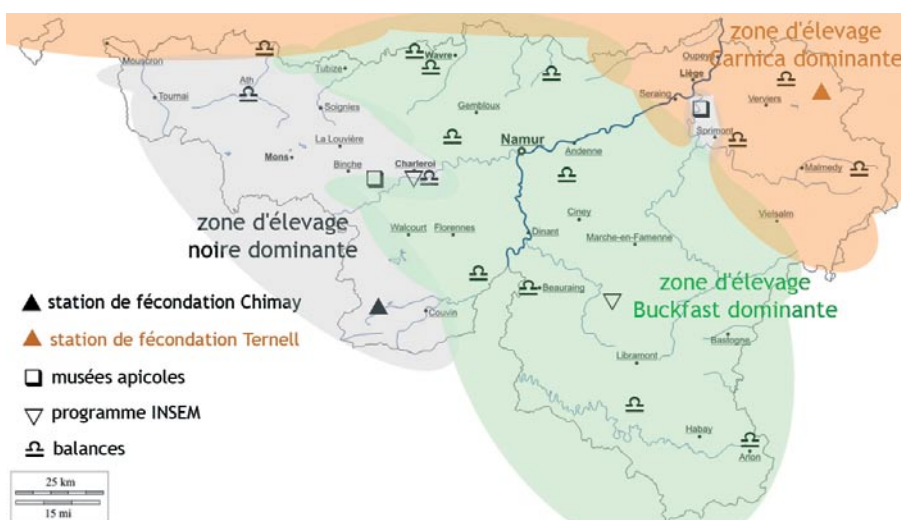 zone d'élevage
Carnica dominante
Mouscron
Tournai
Ath
Tubize
Wavre
Soignies
Gembloux
La Louvière
Mons
Binche
Charleroi
Namur
Andenne
Oupeye
Liège
Seraing
Verviers
Sprimont
Malmedy
Vielsalm
zone d'élevage
noire dominante
Walcourt
Florennes
Dinant
Ciney
Marche-en-Famenne
zone d'élevage
Buckfast dominante
Beauraing
Couvin
Bastogne
Libramont
Habay
Arlon
station de fécondation Chimay
station de fécondation Ternell
musées apicoles
programme INSEM
balances
25 km
15 mi